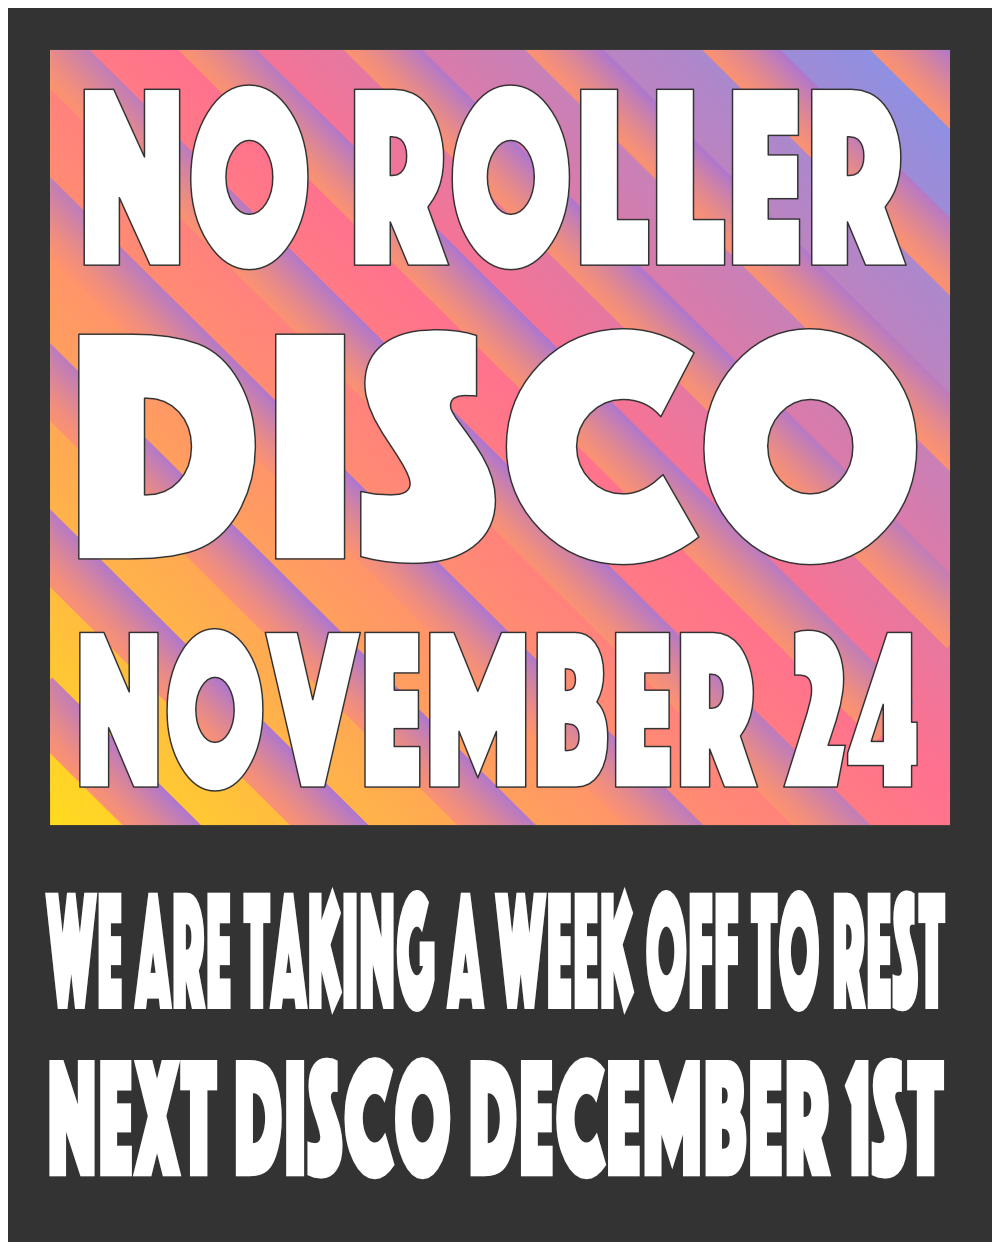 NO ROLLER
DISCO
NOVEMBER 24
WE ARE TAKING A WEEK OFF TO REST
NEXT DISCO DECEMBER 1ST